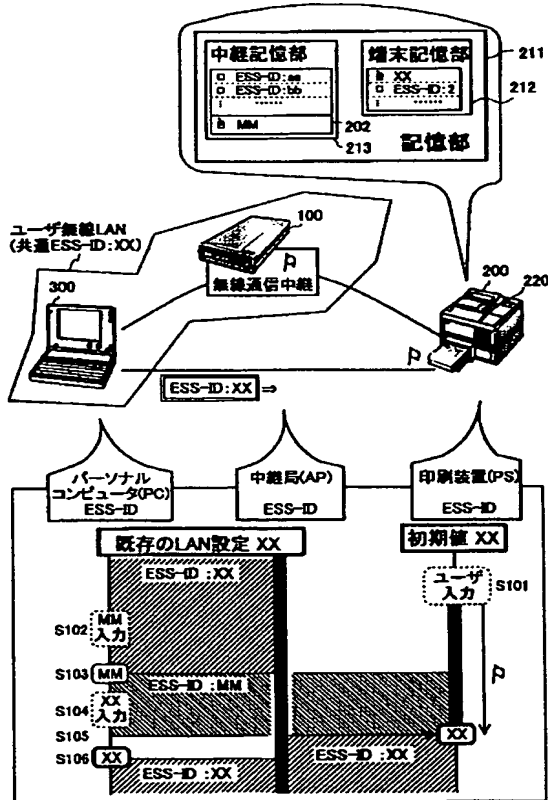 中継記憶部
ESS-ID:aa
ESS-ID:bb
MM
端末記憶部
XX
ESS-ID:2
記憶部
211
212
202
213
ユーザ無線LAN
(共通ESS-ID:XX)
100
無線通信中継
300
200
220
ESS-ID:XX ⇒
パーソナル
コンピュータ(PC)
ESS-ID
中継局(AP)
ESS-ID
印刷装置(PS)
ESS-ID
既存のLAN設定 XX
初期値 XX
ESS-ID :XX
ユーザ
入力
S101
S102
MM
入力
S103
MM
ESS-ID :MM
S104
XX
入力
S105
XX
S106
XX
ESS-ID :XX
ESS-ID :XX